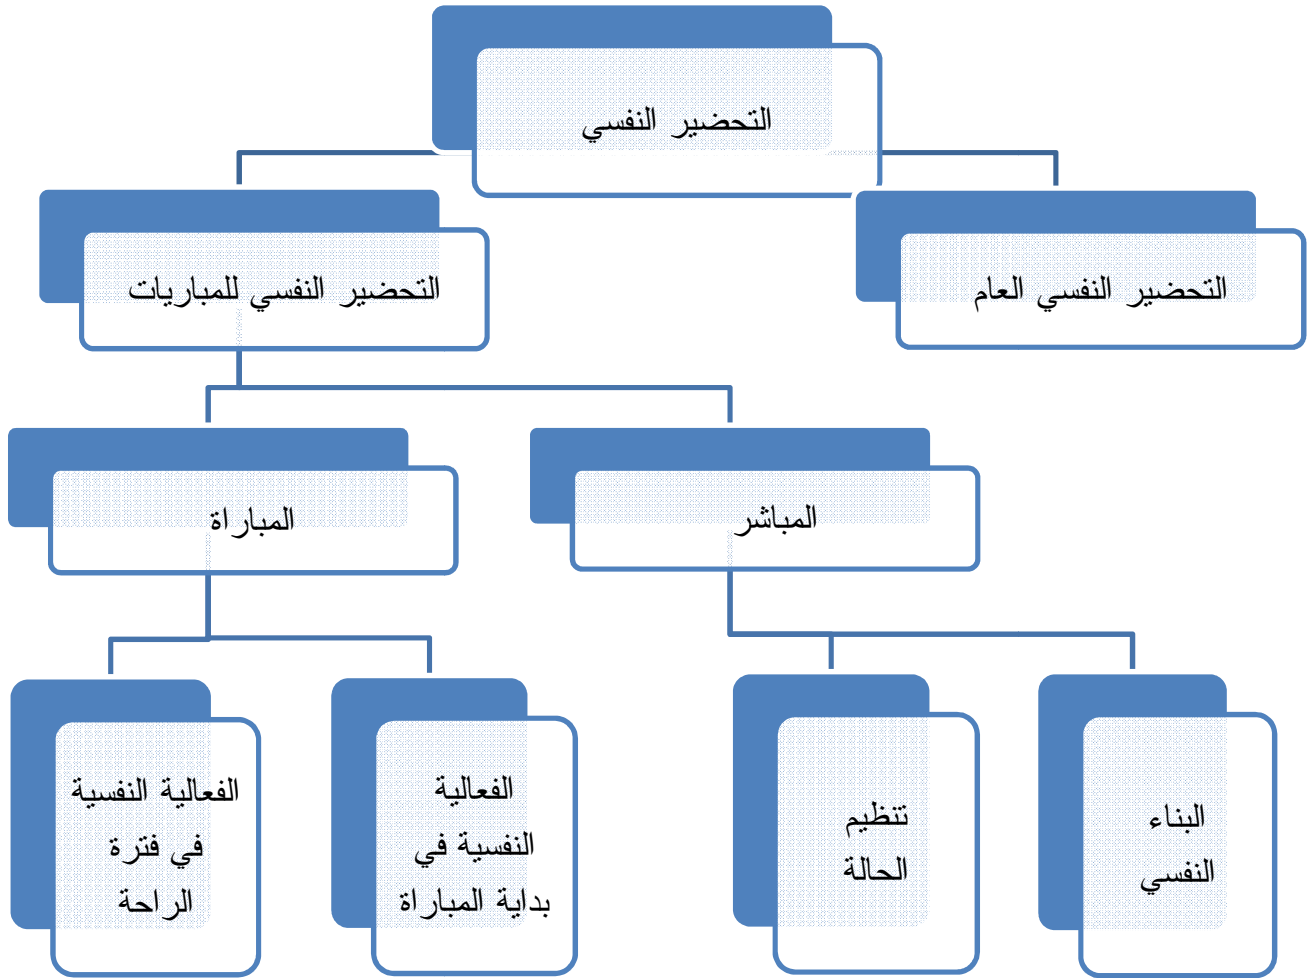 التحضير النفسي
التحضير النفسي العام
التحضير النفسي للمباريات
المباشر
المباراة
البناء
النفسي
تنظيم
الحالة
الفعالية
النفسية في
بداية المباراة
الفعالية النفسية
في فترة
الراحة